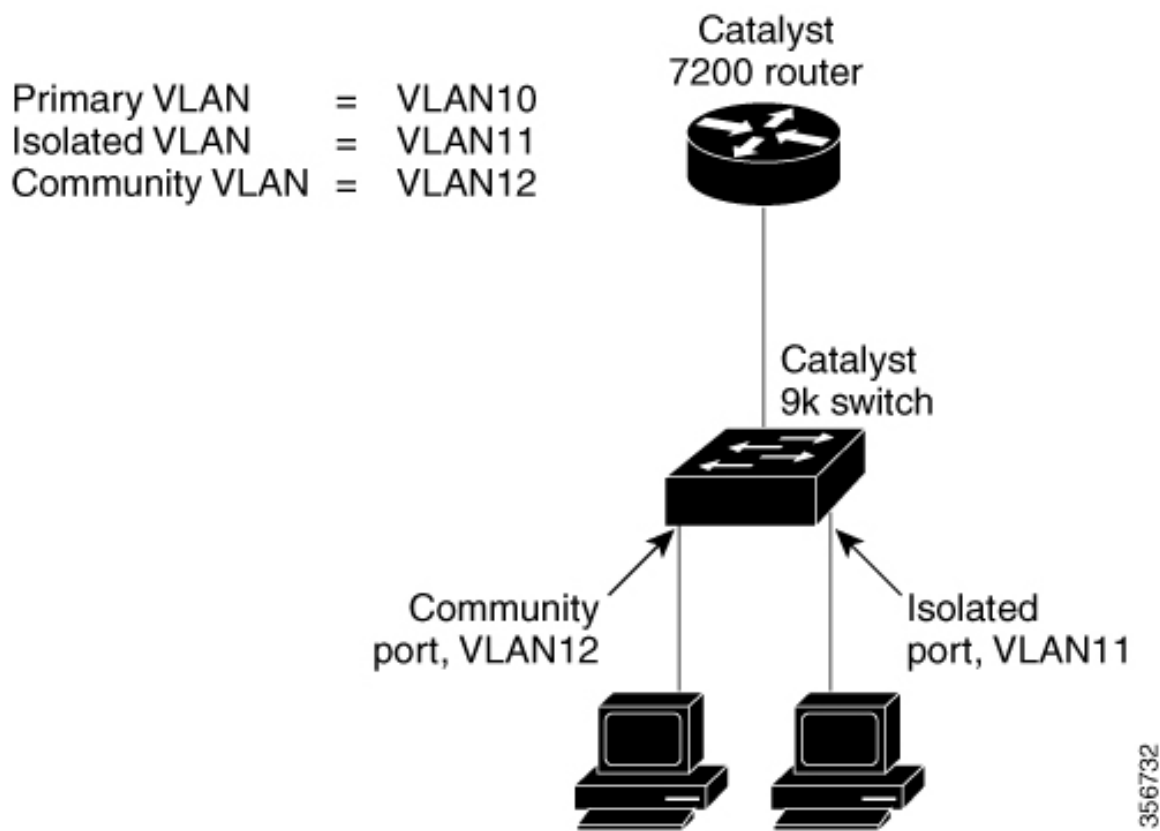 Catalyst
7200 router
Primary VLAN = VLAN10
Isolated VLAN = VLAN11
Community VLAN = VLAN12
Catalyst
9k switch
Community
port, VLAN12
Isolated
port, VLAN11
356732